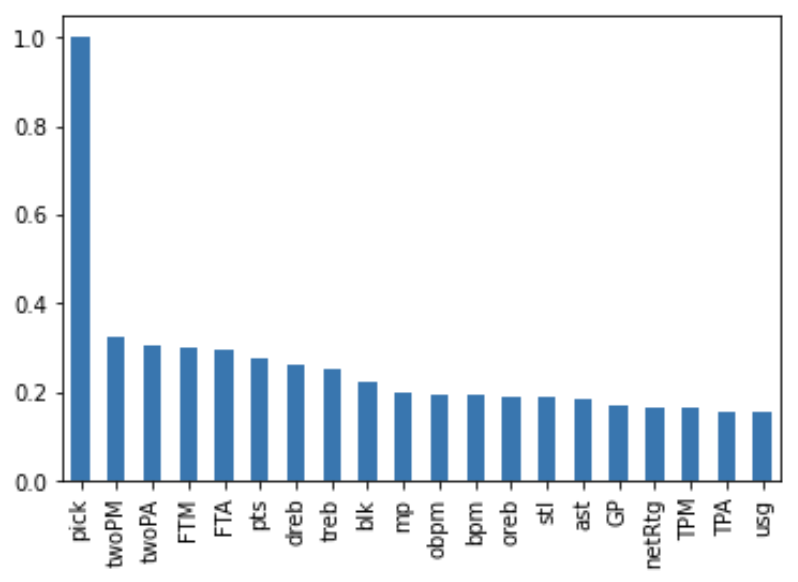 1.0
0.8
0.6
0.4
0.2
0.0
pick
twoPM
twoPA
FTM
FTA
pts
dreb
treb
blk
mp
obpm
bpm
oreb
stl
ast
GP
netRtg
TPM
TPA
usg